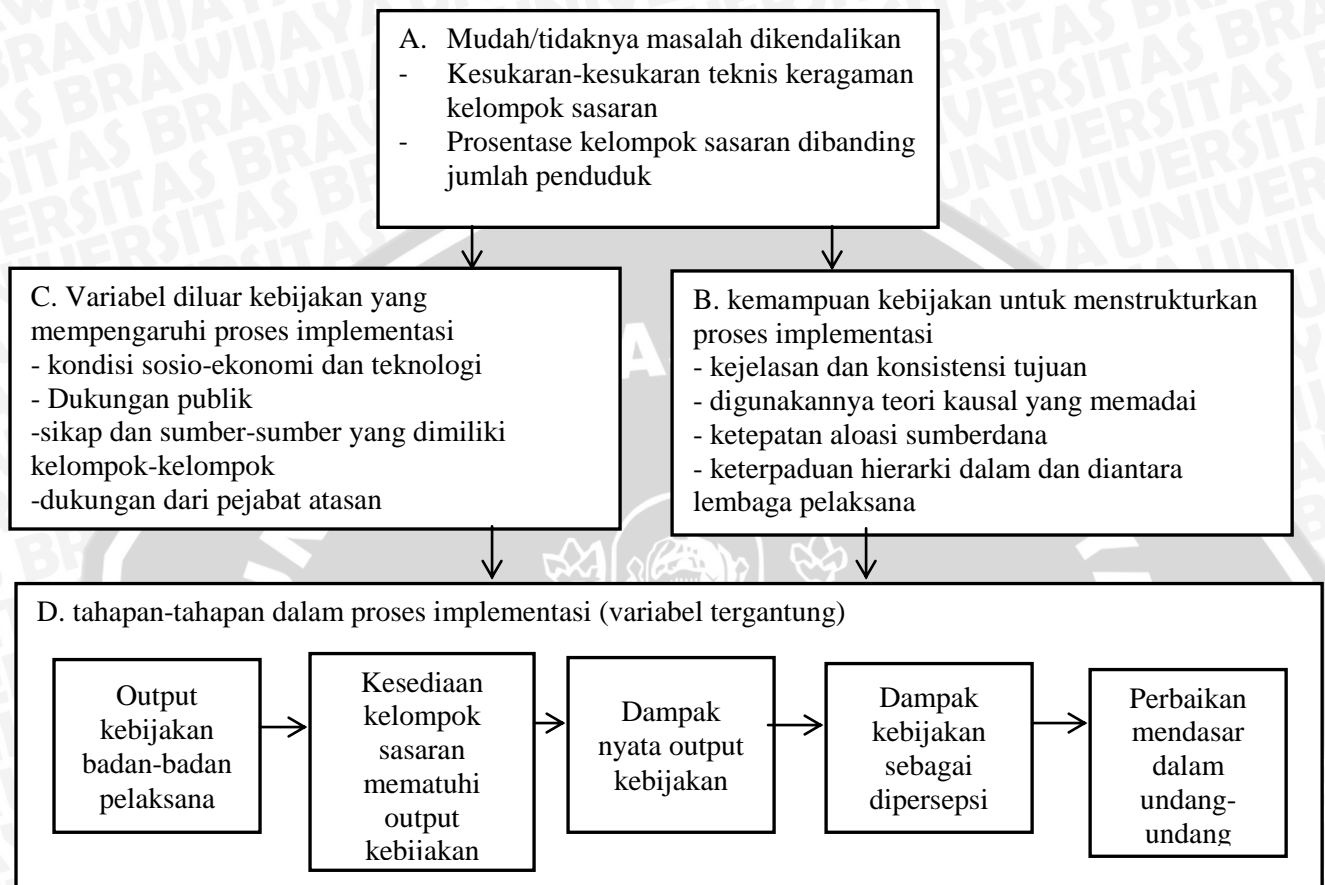 A. Mudah/tidaknya masalah dikendalikan
- Kesukaran-kesukaran teknis keragaman
kelompok sasaran
- Prosentase kelompok sasaran dibanding
jumlah penduduk
C. Variabel diluar kebijakan yang
mempengaruhi proses implementasi
- kondisi sosio-ekonomi dan teknologi
- Dukungan publik
-sikap dan sumber-sumber yang dimiliki
kelompok-kelompok
-dukungan dari pejabat atasan
B. kemampuan kebijakan untuk menstrukturkan
proses implementasi
- kejelasan dan konsistensi tujuan
- digunakannya teori kausal yang memadai
- ketepatan aloasi sumberdana
- keterpaduan hierarki dalam dan diantara
lembaga pelaksana
D. tahapan-tahapan dalam proses implementasi (variabel tergantung)
Output
kebijakan
badan-badan
pelaksana
Kesediaan
kelompok
sasaran
mematuhi
output
kebijakan
Dampak
nyata output
kebijakan
Dampak
kebijakan
sebagai
dipersepsi
Perbaikan
mendasar
dalam
undang-
undang